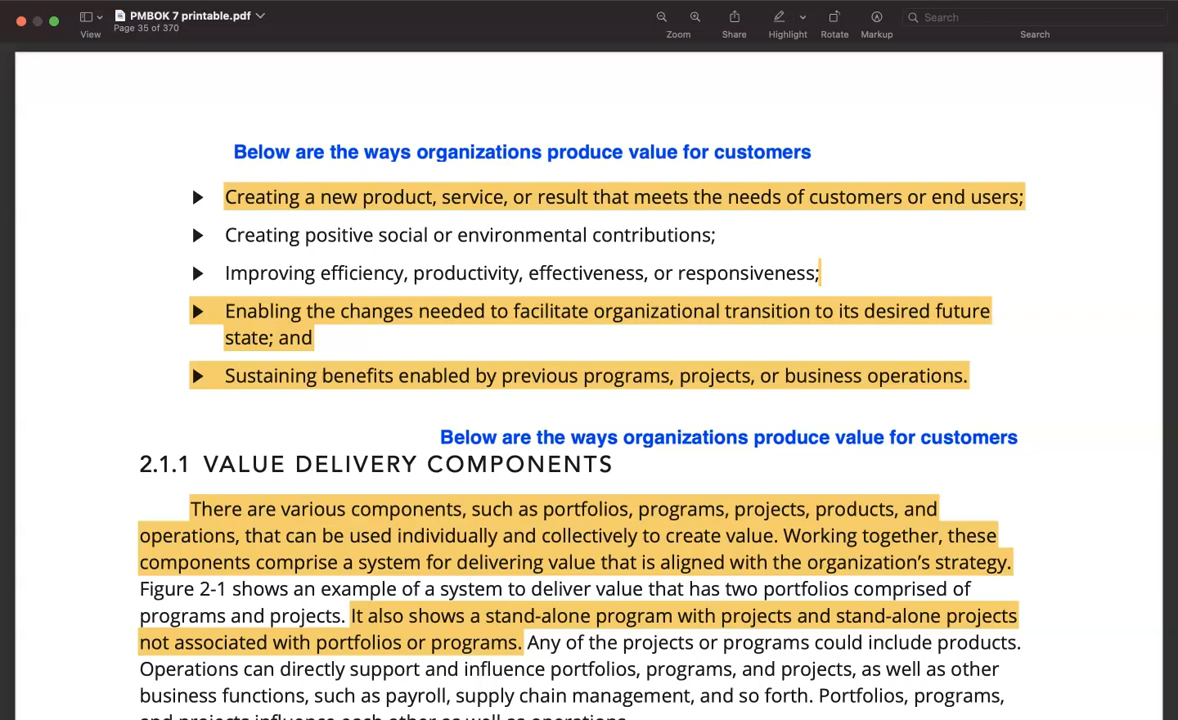 PMBOK 7 printable.pdf
Page 35 of 370
View
Zoom
Share
Highlight
Rotate
Markup
Search
Search
Below are the ways organizations produce value for customers
Creating a new product, service, or result that meets the needs of customers or end users;
Creating positive social or environmental contributions;
Improving efficiency, productivity, effectiveness, or responsiveness;
Enabling the changes needed to facilitate organizational transition to its desired future
state; and
Sustaining benefits enabled by previous programs, projects, or business operations.
Below are the ways organizations produce value for customers
2.1.1 VALUE DELIVERY COMPONENTS
There are various components, such as portfolios, programs, projects, products, and
operations, that can be used individually and collectively to create value. Working together, these
components comprise a system for delivering value that is aligned with the organization's strategy.
Figure 2-1 shows an example of a system to deliver value that has two portfolios comprised of
programs and projects. It also shows a stand-alone program with projects and stand-alone projects
not associated with portfolios or programs. Any of the projects or programs could include products.
Operations can directly support and influence portfolios, programs, and projects, as well as other
business functions, such as payroll, supply chain management, and so forth. Portfolios, programs,
and projects influence each other as well as operations.